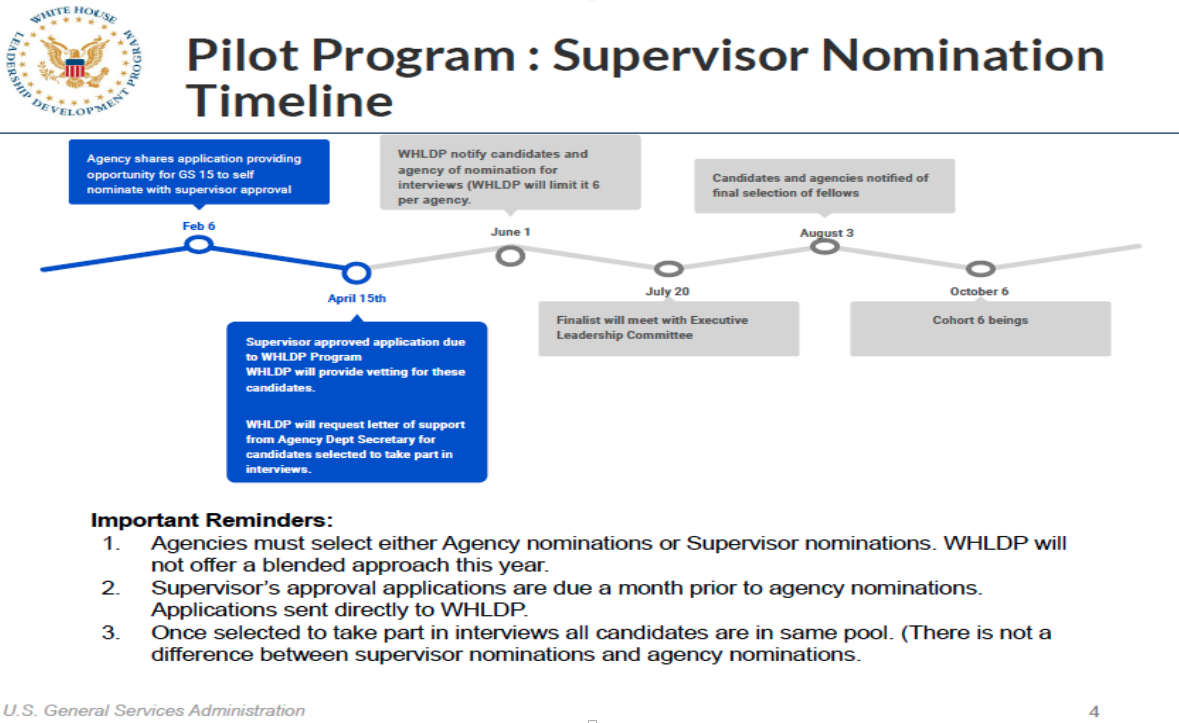 WHITE HOUSE
LEADERSHIP DEVELOPMENT PROGRAM
Pilot Program : Supervisor Nomination
Timeline
Agency shares application providing
opportunity for GS 15 to self
nominate with supervisor approval
Feb 6
April 15th
Supervisor approved application due
to WHLDP Program
WHLDP will provide vetting for these
candidates.
WHLDP will request letter of support
from Agency Dept Secretary for
candidates selected to take part in
interviews.
WHLDP notify candidates and
agency of nomination for
interviews (WHLDP will limit it 6
per agency.
June 1
July 20
Finalist will meet with Executive
Leadership Committee
Candidates and agencies notified of
final selection of fellows
August 3
October 6
Cohort 6 beings
Important Reminders:
1. Agencies must select either Agency nominations or Supervisor nominations. WHLDP will
not offer a blended approach this year.
2. Supervisor's approval applications are due a month prior to agency nominations.
Applications sent directly to WHLDP.
3. Once selected to take part in interviews all candidates are in same pool. (There is not a
difference between supervisor nominations and agency nominations.
U.S. General Services Administration
4